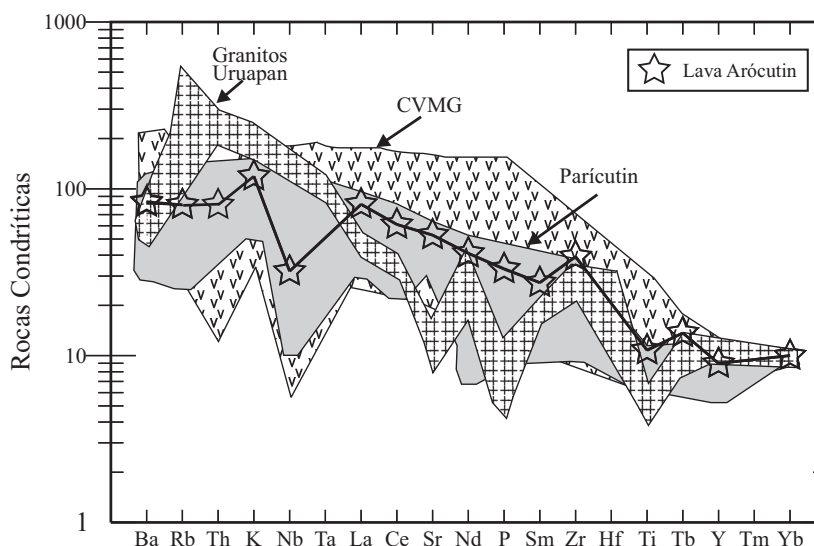 1000
Granitos
Uruapan
Lava Arócutin
CVMG
Parícutin
100
Rocas Condríticas
10
1
Ba Rb Th K Nb Ta La Ce Sr Nd P Sm Zr Hf Ti Tb Y Tm Yb